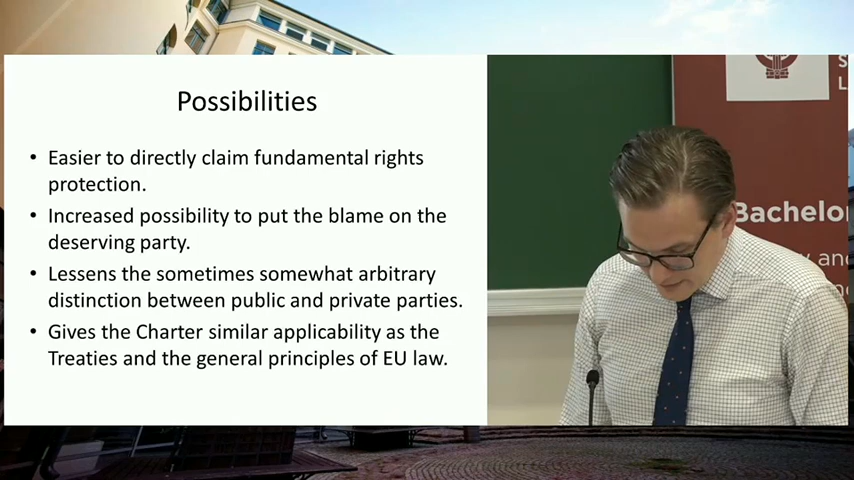 Possibilities
• Easier to directly claim fundamental rights
protection.
• Increased possibility to put the blame on the
deserving party.
• Lessens the sometimes somewhat arbitrary
distinction between public and private parties.
• Gives the Charter similar applicability as the
Treaties and the general principles of EU law.
S
L
Bachelo